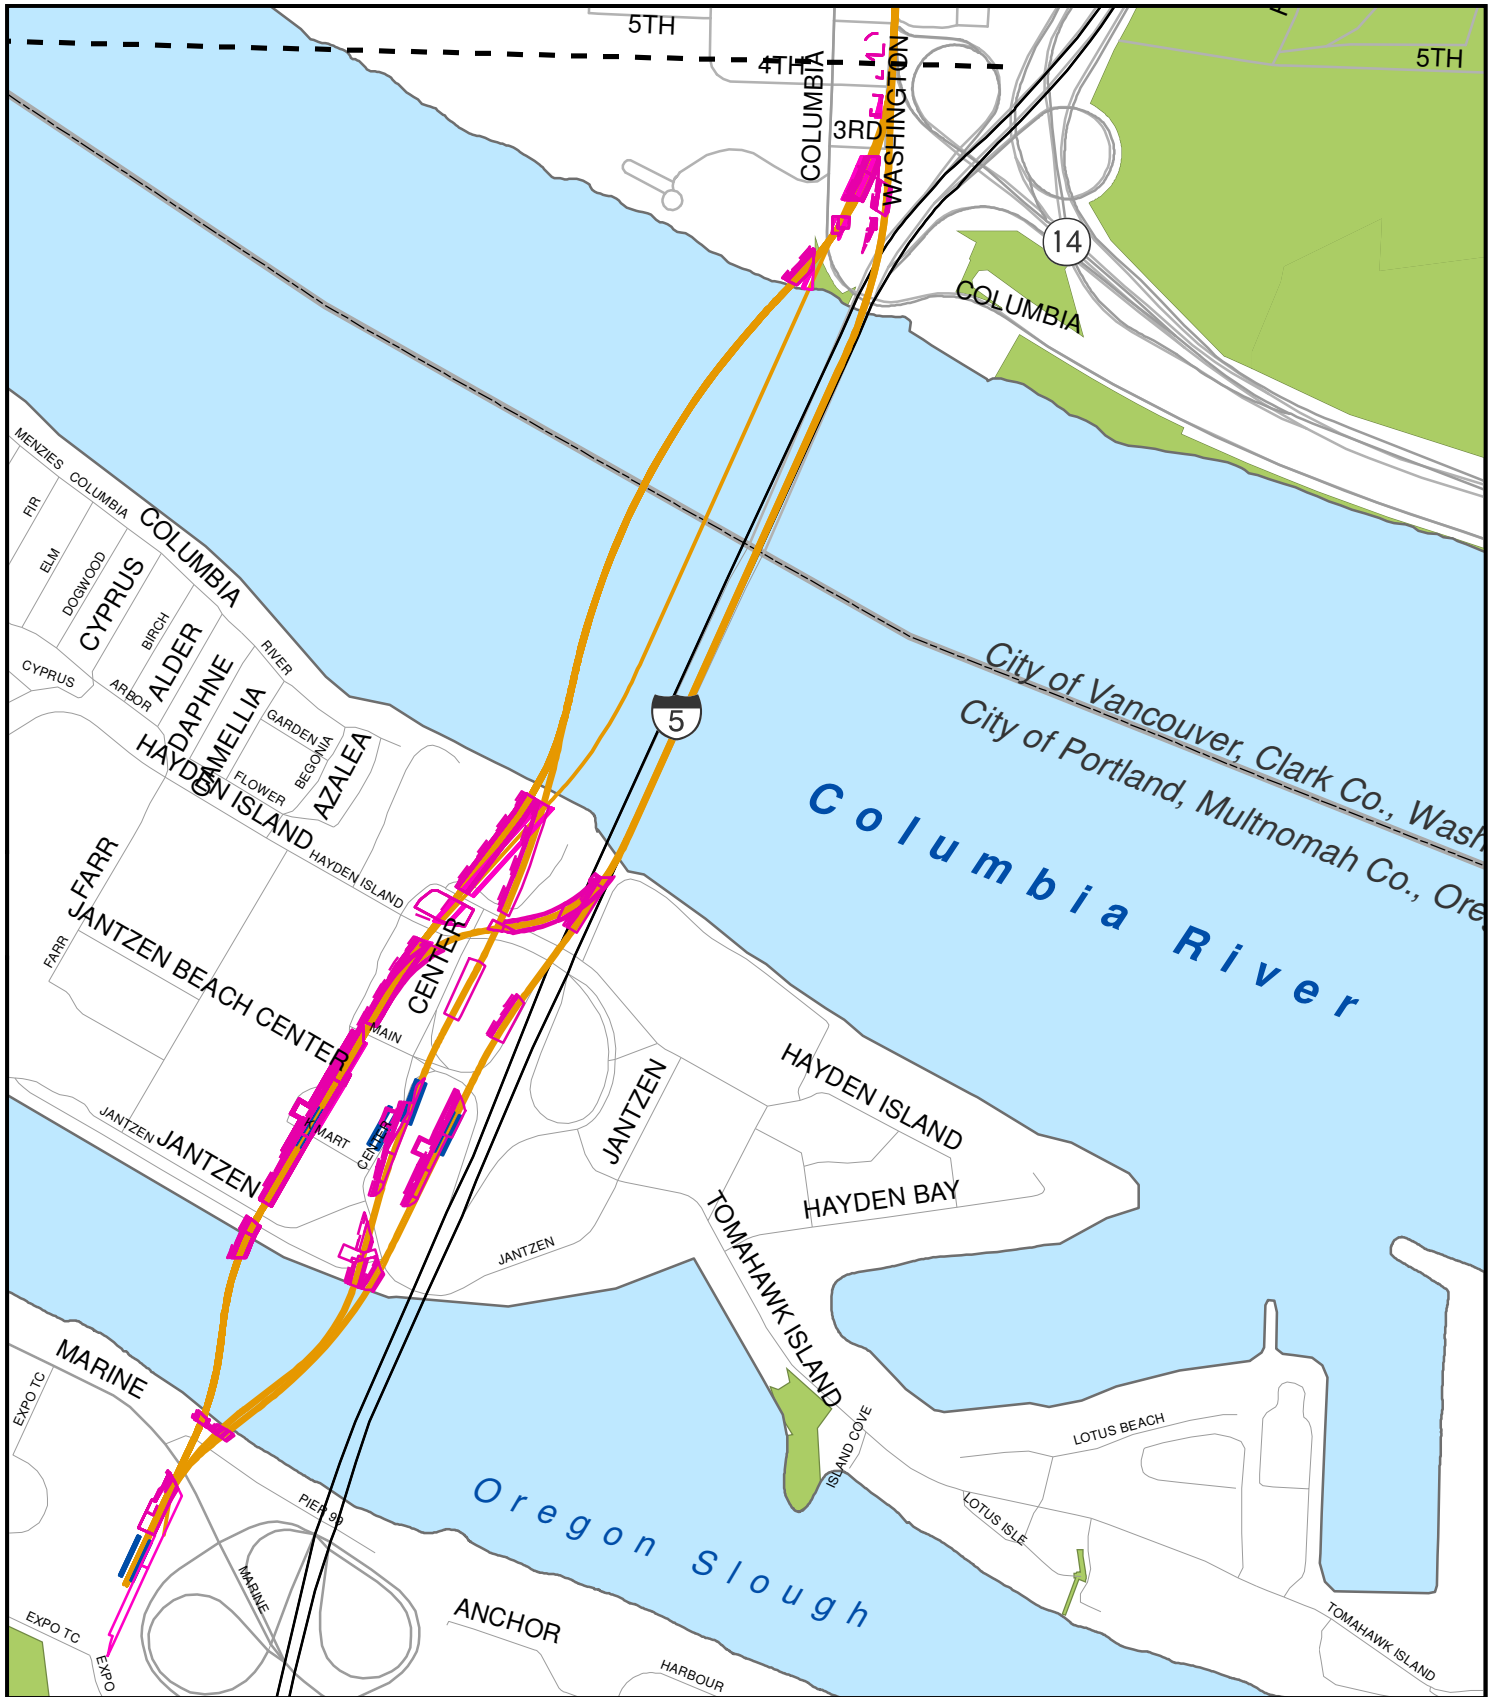 5TH
4TH
5TH
COLUMBIA
WASHINGTON
3RD
14
COLUMBIA
MENZIES
COLUMBIA
COLUMBIA
FIR
ELM
DOGWOOD
CYPRUS
BIRCH
ALDER
RIVER
CYPRUS
ARBOR
DAPHNE
CAMELLIA
GARDEN
BEGONIA
AZALEA
FLOWER
HAYDEN ISLAND
HAYDEN ISLAND
5
City of Vancouver, Clark Co., Wash
City of Portland, Multnomah Co., Ore
Columbia River
FARR
FARR
JANTZEN BEACH CENTER
CENTER
MAIN
K MART
CENTER
JANTZEN
JANTZEN
JANTZEN
JANTZEN
HAYDEN ISLAND
HAYDEN BAY
TOMAHAWK ISLAND
ISLAND COVE
MARINE
EXPO TC
PIER 99
MARINE
Oregon Slough
LOTUS BEACH
LOTUS ISLE
TOMAHAWK ISLAND
ANCHOR
HARBOUR
EXPO TC
EXPO